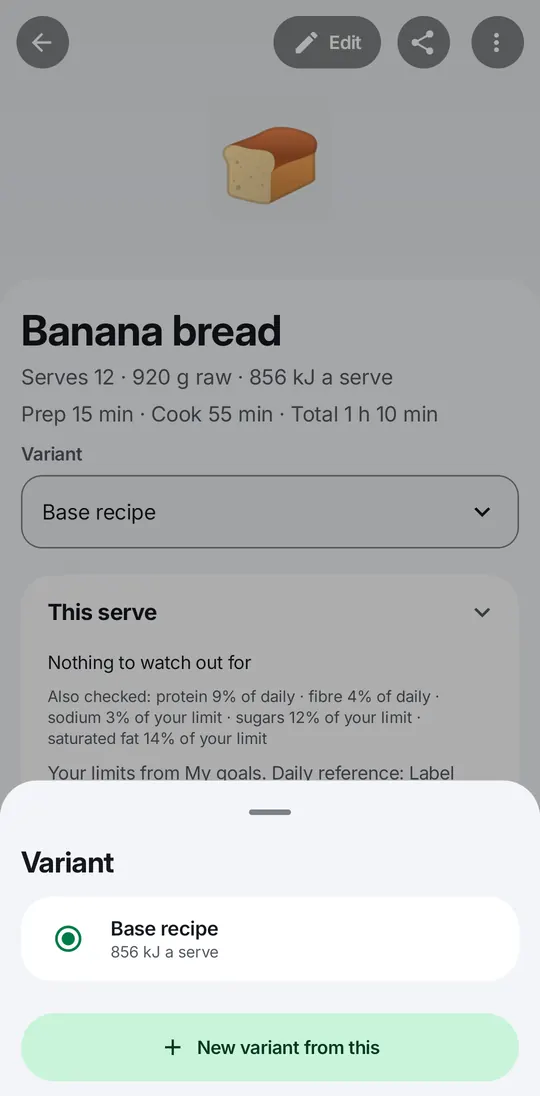 Edit
Banana bread
Serves 12 · 920 g raw · 856 kJ a serve
Prep 15 min · Cook 55 min · Total 1 h 10 min
Variant
Base recipe
This serve
Nothing to watch out for
Also checked: protein 9% of daily · fibre 4% of daily ·
sodium 3% of your limit · sugars 12% of your limit ·
saturated fat 14% of your limit
Your limits from My goals. Daily reference: Label
Variant
Base recipe
856 kJ a serve
New variant from this